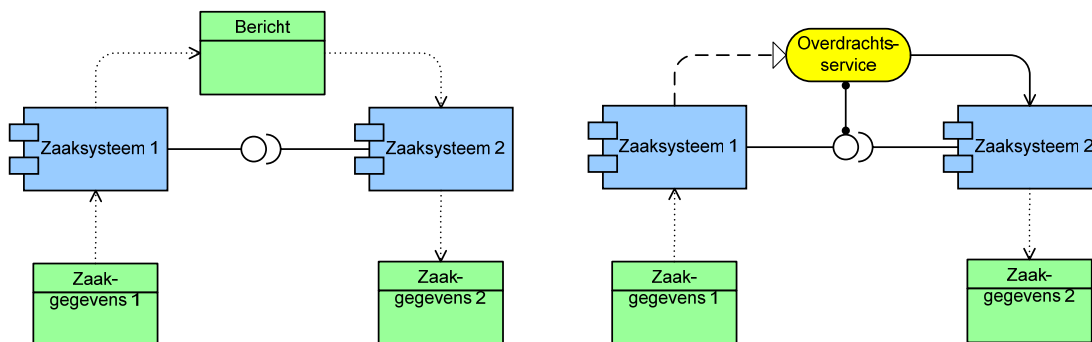 Bericht
Zaaksysteem 1
Zaaksysteem 2
Zaak-
gegevens 1
Zaak-
gegevens 2
Overdrachts-
service
Zaaksysteem 1
Zaaksysteem 2
Zaak-
gegevens 1
Zaak-
gegevens 2